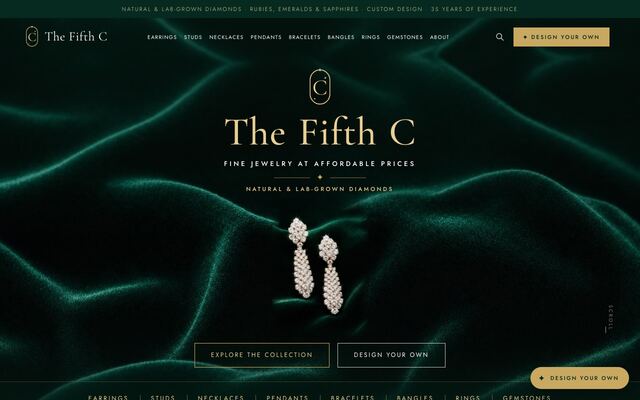 NATURAL & LAB-GROWN DIAMONDS · RUBIES, EMERALDS & SAPPHIRES · CUSTOM DESIGN · 35 YEARS OF EXPERIENCE
C The Fifth C
EARRINGS STUDS NECKLACES PENDANTS BRACELETS BANGLES RINGS GEMSTONES ABOUT
✦ DESIGN YOUR OWN
C
The Fifth C
FINE JEWELRY AT AFFORDABLE PRICES
NATURAL & LAB-GROWN DIAMONDS
SCROLL
EXPLORE THE COLLECTION
DESIGN YOUR OWN
✦ DESIGN YOUR OWN
EARRINGS | STUDS | NECKLACES | PENDANTS | BRACELETS | BANGLES | RINGS | GEMSTONES